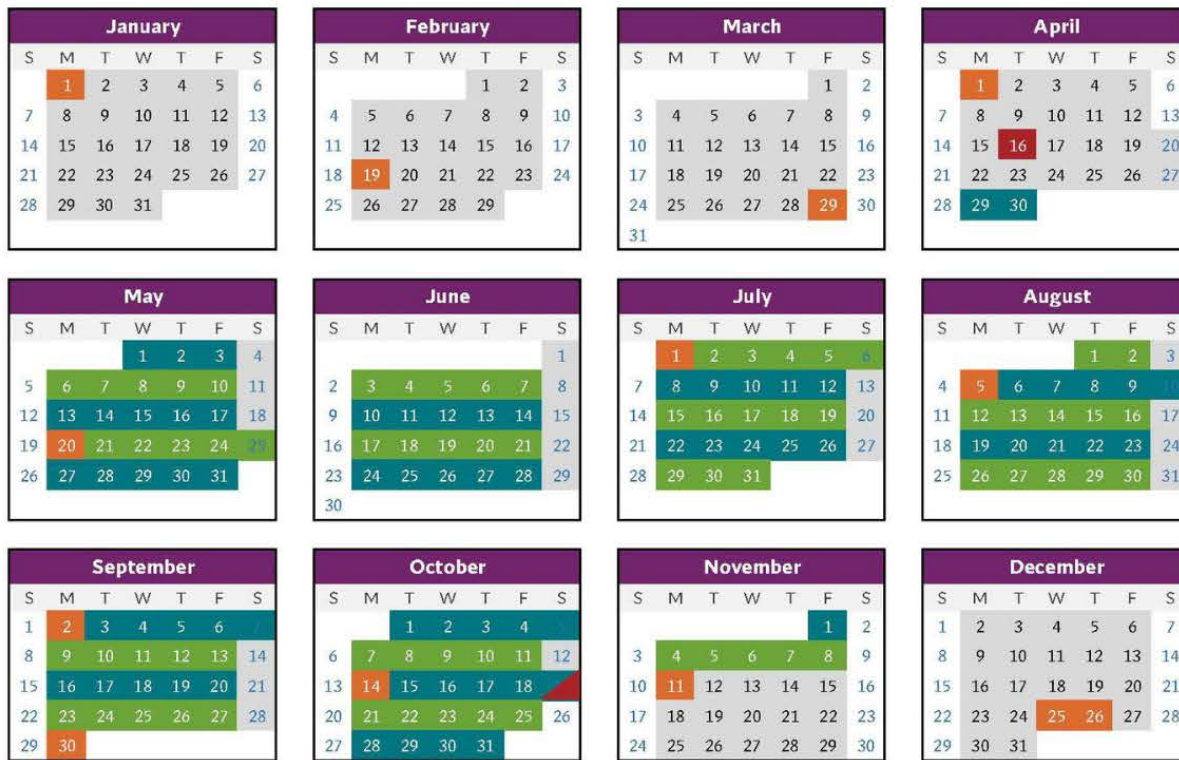 January
S M T W T F S
1 2 3 4 5 6
7 8 9 10 11 12 13
14 15 16 17 18 19 20
21 22 23 24 25 26 27
28 29 30 31
February
S M T W T F S
1 2 3
4 5 6 7 8 9 10
11 12 13 14 15 16 17
18 19 20 21 22 23 24
25 26 27 28 29
March
S M T W T F S
1 2
3 4 5 6 7 8 9
10 11 12 13 14 15 16
17 18 19 20 21 22 23
24 25 26 27 28 29 30
31
April
S M T W T F S
1 2 3 4 5 6
7 8 9 10 11 12 13
14 15 16 17 18 19 20
21 22 23 24 25 26 27
28 29 30
May
S M T W T F S
1 2 3 4
5 6 7 8 9 10 11
12 13 14 15 16 17 18
19 20 21 22 23 24 25
26 27 28 29 30 31
June
S M T W T F S
1
2 3 4 5 6 7 8
9 10 11 12 13 14 15
16 17 18 19 20 21 22
23 24 25 26 27 28 29
30
July
S M T W T F S
1 2 3 4 5 6
7 8 9 10 11 12 13
14 15 16 17 18 19 20
21 22 23 24 25 26 27
28 29 30 31
August
S M T W T F S
1 2 3
4 5 6 7 8 9 10
11 12 13 14 15 16 17
18 19 20 21 22 23 24
25 26 27 28 29 30 31
September
S M T W T F S
1 2 3 4 5 6 7
8 9 10 11 12 13 14
15 16 17 18 19 20 21
22 23 24 25 26 27 28
29 30
October
S M T W T F S
1 2 3 4 5
6 7 8 9 10 11 12
13 14 15 16 17 18
20 21 22 23 24 25 26
27 28 29 30 31
November
S M T W T F S
1 2
3 4 5 6 7 8 9
10 11 12 13 14 15 16
17 18 19 20 21 22 23
24 25 26 27 28 29 30
December
S M T W T F S
1 2 3 4 5 6 7
8 9 10 11 12 13 14
15 16 17 18 19 20 21
22 23 24 25 26 27 28
29 30 31